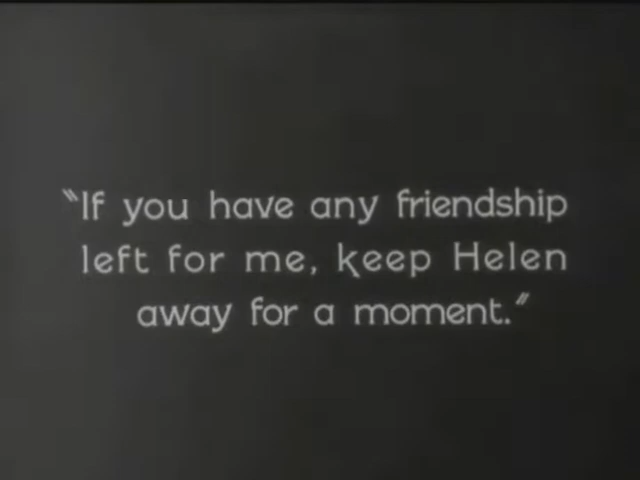 "If you have any friendship
left for me, keep Helen
away for a moment."